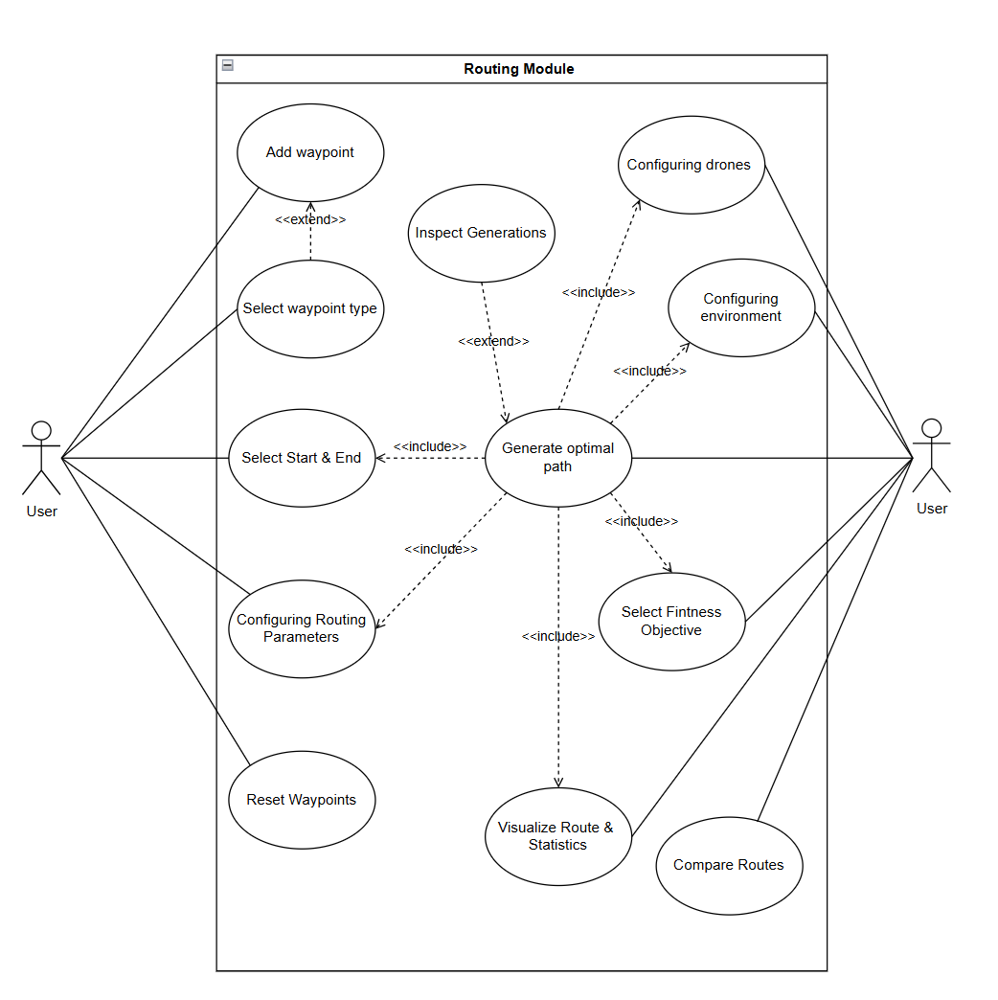 Routing Module
Add waypoint
Configuring drones
<<extend>>
Inspect Generations
<<include>>
Select waypoint type
Configuring
environment
<<extend>>
<<include>>
Select Start & End
<<include>>
Generate optimal
path
User
User
<<include>>
<<include>>
Configuring Routing
Parameters
Select Fintness
Objective
<<include>>
Reset Waypoints
Visualize Route &
Statistics
Compare Routes